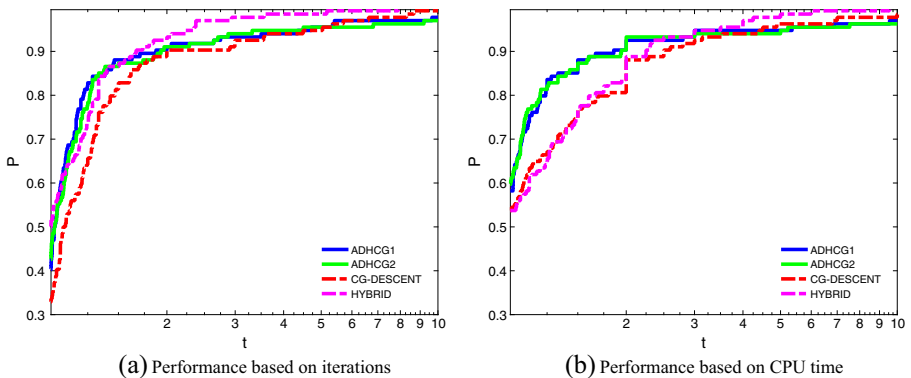 0.9
0.8
0.7
0.6
0.5
0.4
0.3
P
ADHCG1
ADHCG2
CG-DESCENT
HYBRID
2 3 4 5 6 7 8 9 10
t
(a) Performance based on iterations
0.9
0.8
0.7
0.6
0.5
0.4
0.3
P
ADHCG1
ADHCG2
CG-DESCENT
HYBRID
2 3 4 5 6 7 8 9 10
t
(b) Performance based on CPU time